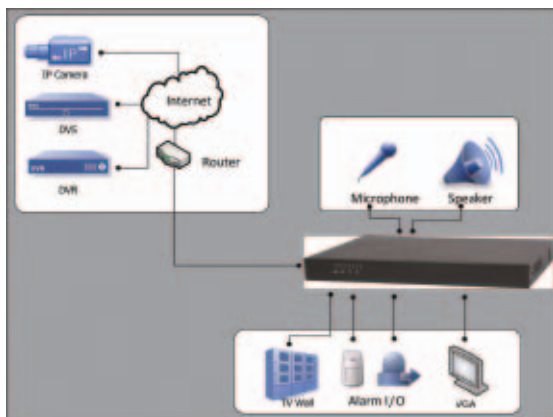 IP
IP Camera
Internet
DVS
Router
DVR
Microphone
Speaker
TV Wall
Alarm I/O
VGA